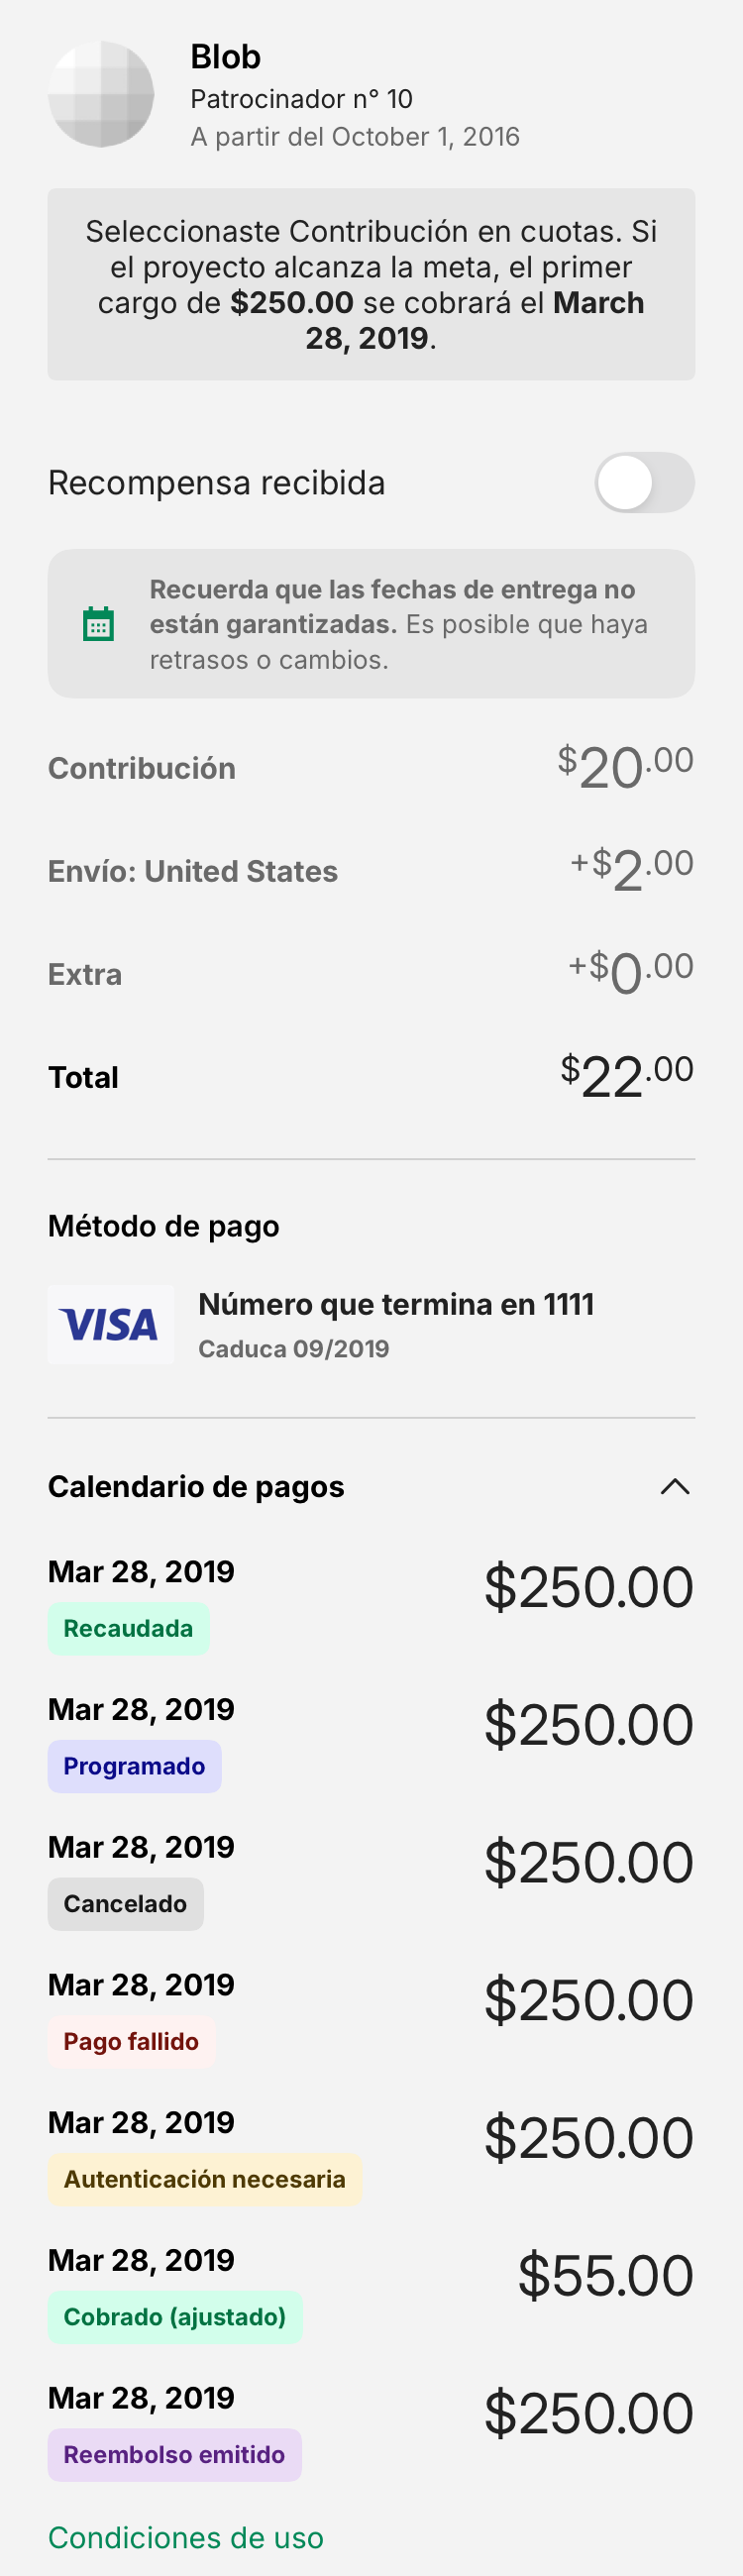 Blob
Patrocinador n° 10
A partir del October 1, 2016
Seleccionaste Contribución en cuotas. Si
el proyecto alcanza la meta, el primer
cargo de $250.00 se cobrará el March
28, 2019.
Recompensa recibida
Recuerda que las fechas de entrega no
están garantizadas. Es posible que haya
retrasos o cambios.
Contribución $20.00
Envío: United States +$2.00
Extra +$0.00
Total $22.00
Método de pago
VISA
Número que termina en 1111
Caduca 09/2019
Calendario de pagos
Mar 28, 2019 $250.00
Recaudada
Mar 28, 2019 $250.00
Programado
Mar 28, 2019 $250.00
Cancelado
Mar 28, 2019 $250.00
Pago fallido
Mar 28, 2019 $250.00
Autenticación necesaria
Mar 28, 2019 $55.00
Cobrado (ajustado)
Mar 28, 2019 $250.00
Reembolso emitido
Condiciones de uso